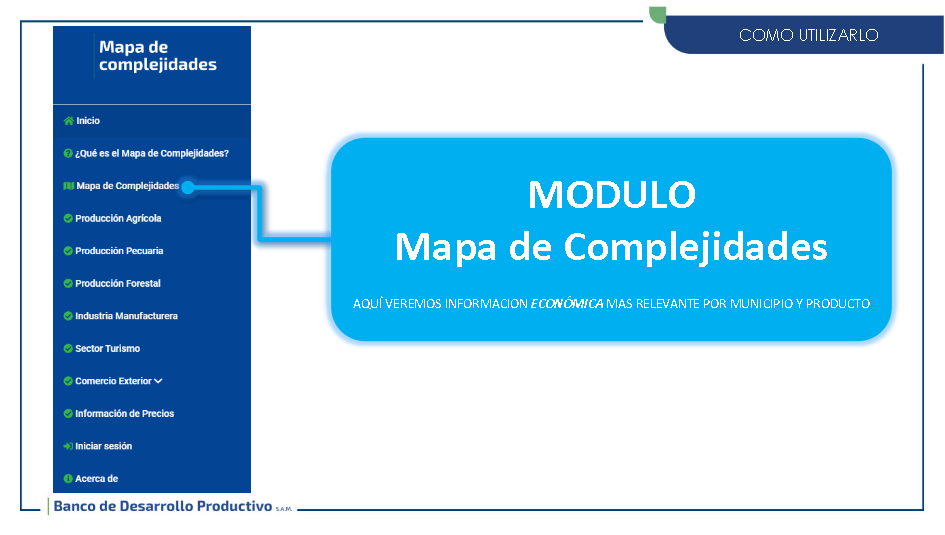 COMO UTILIZARLO
Mapa de
complejidades
Inicio
¿Qué es el Mapa de Complejidades?
Mapa de Complejidades
Producción Agrícola
Producción Pecuaria
Producción Forestal
Industria Manufacturera
Sector Turismo
Comercio Exterior
Información de Precios
Iniciar sesión
Acerca de
MODULO
Mapa de Complejidades
AQUÍ VEREMOS INFORMACION ECONÓMICA MAS RELEVANTE POR MUNICIPIO Y PRODUCTO
Banco de Desarrollo Productivo S.A.M.